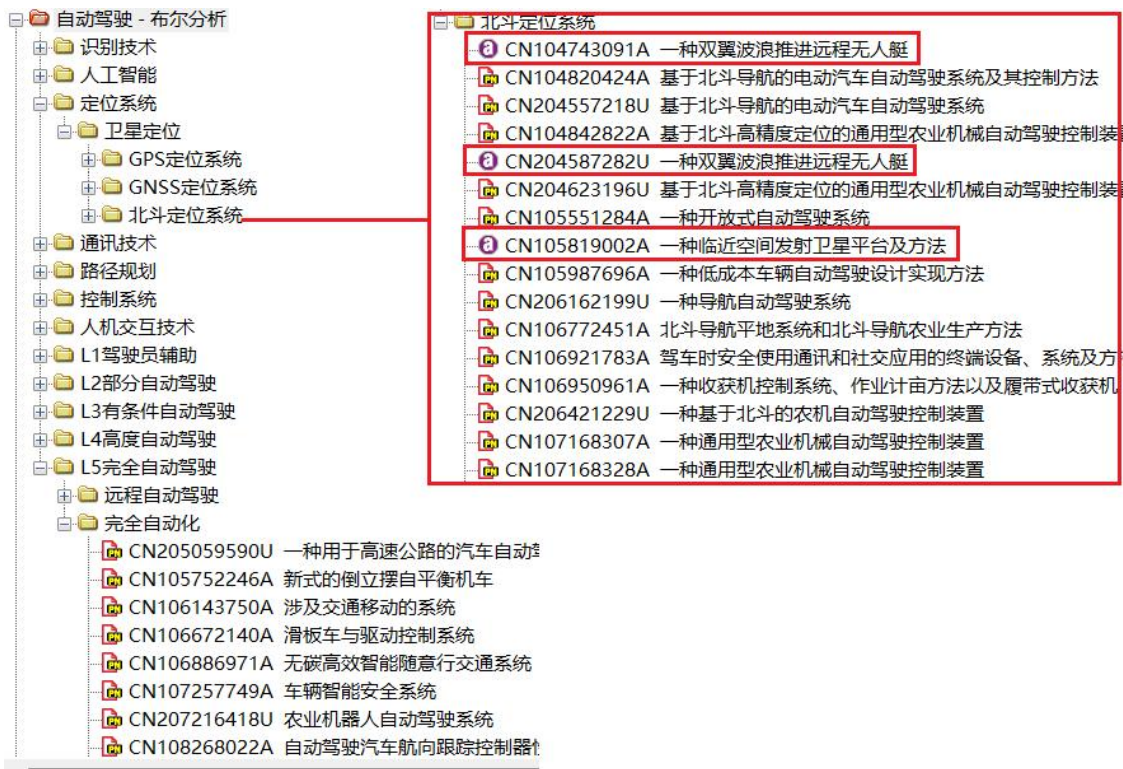 自动驾驶 - 布尔分析
识别技术
人工智能
定位系统
卫星定位
GPS定位系统
GNSS定位系统
北斗定位系统
通讯技术
路径规划
控制系统
人机交互技术
L1驾驶员辅助
L2部分自动驾驶
L3有条件自动驾驶
L4高度自动驾驶
L5完全自动驾驶
远程自动驾驶
完全自动化
CN205059590U 一种用于高速公路的汽车自动
CN105752246A 新式的倒立摆自平衡机车
CN106143750A 涉及交通移动的系统
CN106672140A 滑板车与驱动控制系统
CN106886971A 无碳高效智能随意行交通系统
CN107257749A 车辆智能安全系统
CN207216418U 农业机器人自动驾驶系统
CN108268022A 自动驾驶汽车航向跟踪控制器
北斗定位系统
CN104743091A 一种双翼波浪推进远程无人艇
CN104820424A 基于北斗导航的电动汽车自动驾驶系统及其控制方法
CN204557218U 基于北斗导航的电动汽车自动驾驶系统
CN104842822A 基于北斗高精度定位的通用型农业机械自动驾驶控制装
CN204587282U 一种双翼波浪推进远程无人艇
CN204623196U 基于北斗高精度定位的通用型农业机械自动驾驶控制装
CN105551284A 一种开放式自动驾驶系统
CN105819002A 一种临近空间发射卫星平台及方法
CN105987696A 一种低成本车辆自动驾驶设计实现方法
CN206162199U 一种导航自动驾驶系统
CN106772451A 北斗导航平地系统和北斗导航农业生产方法
CN106921783A 驾车时安全使用通讯和社交应用的终端设备、系统及方
CN106950961A 一种收获机控制系统、作业计亩方法以及履带式收获机
CN206421229U 一种基于北斗的农机自动驾驶控制装置
CN107168307A 一种通用型农业机械自动驾驶控制装置
CN107168328A 一种通用型农业机械自动驾驶控制装置